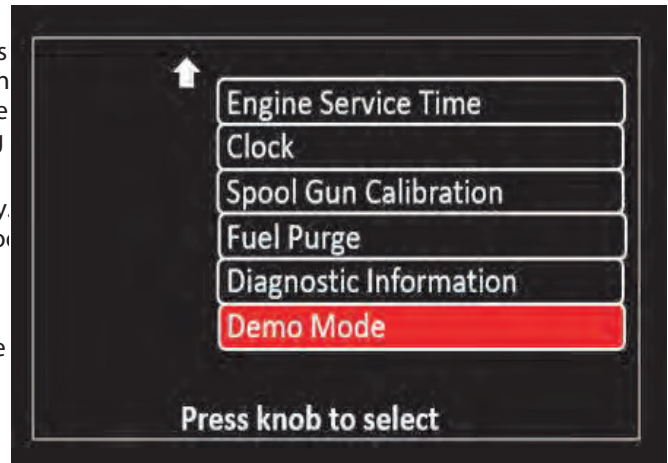 Engine Service Time
Clock
Spool Gun Calibration
Fuel Purge
Diagnostic Information
Demo Mode
Press knob to select